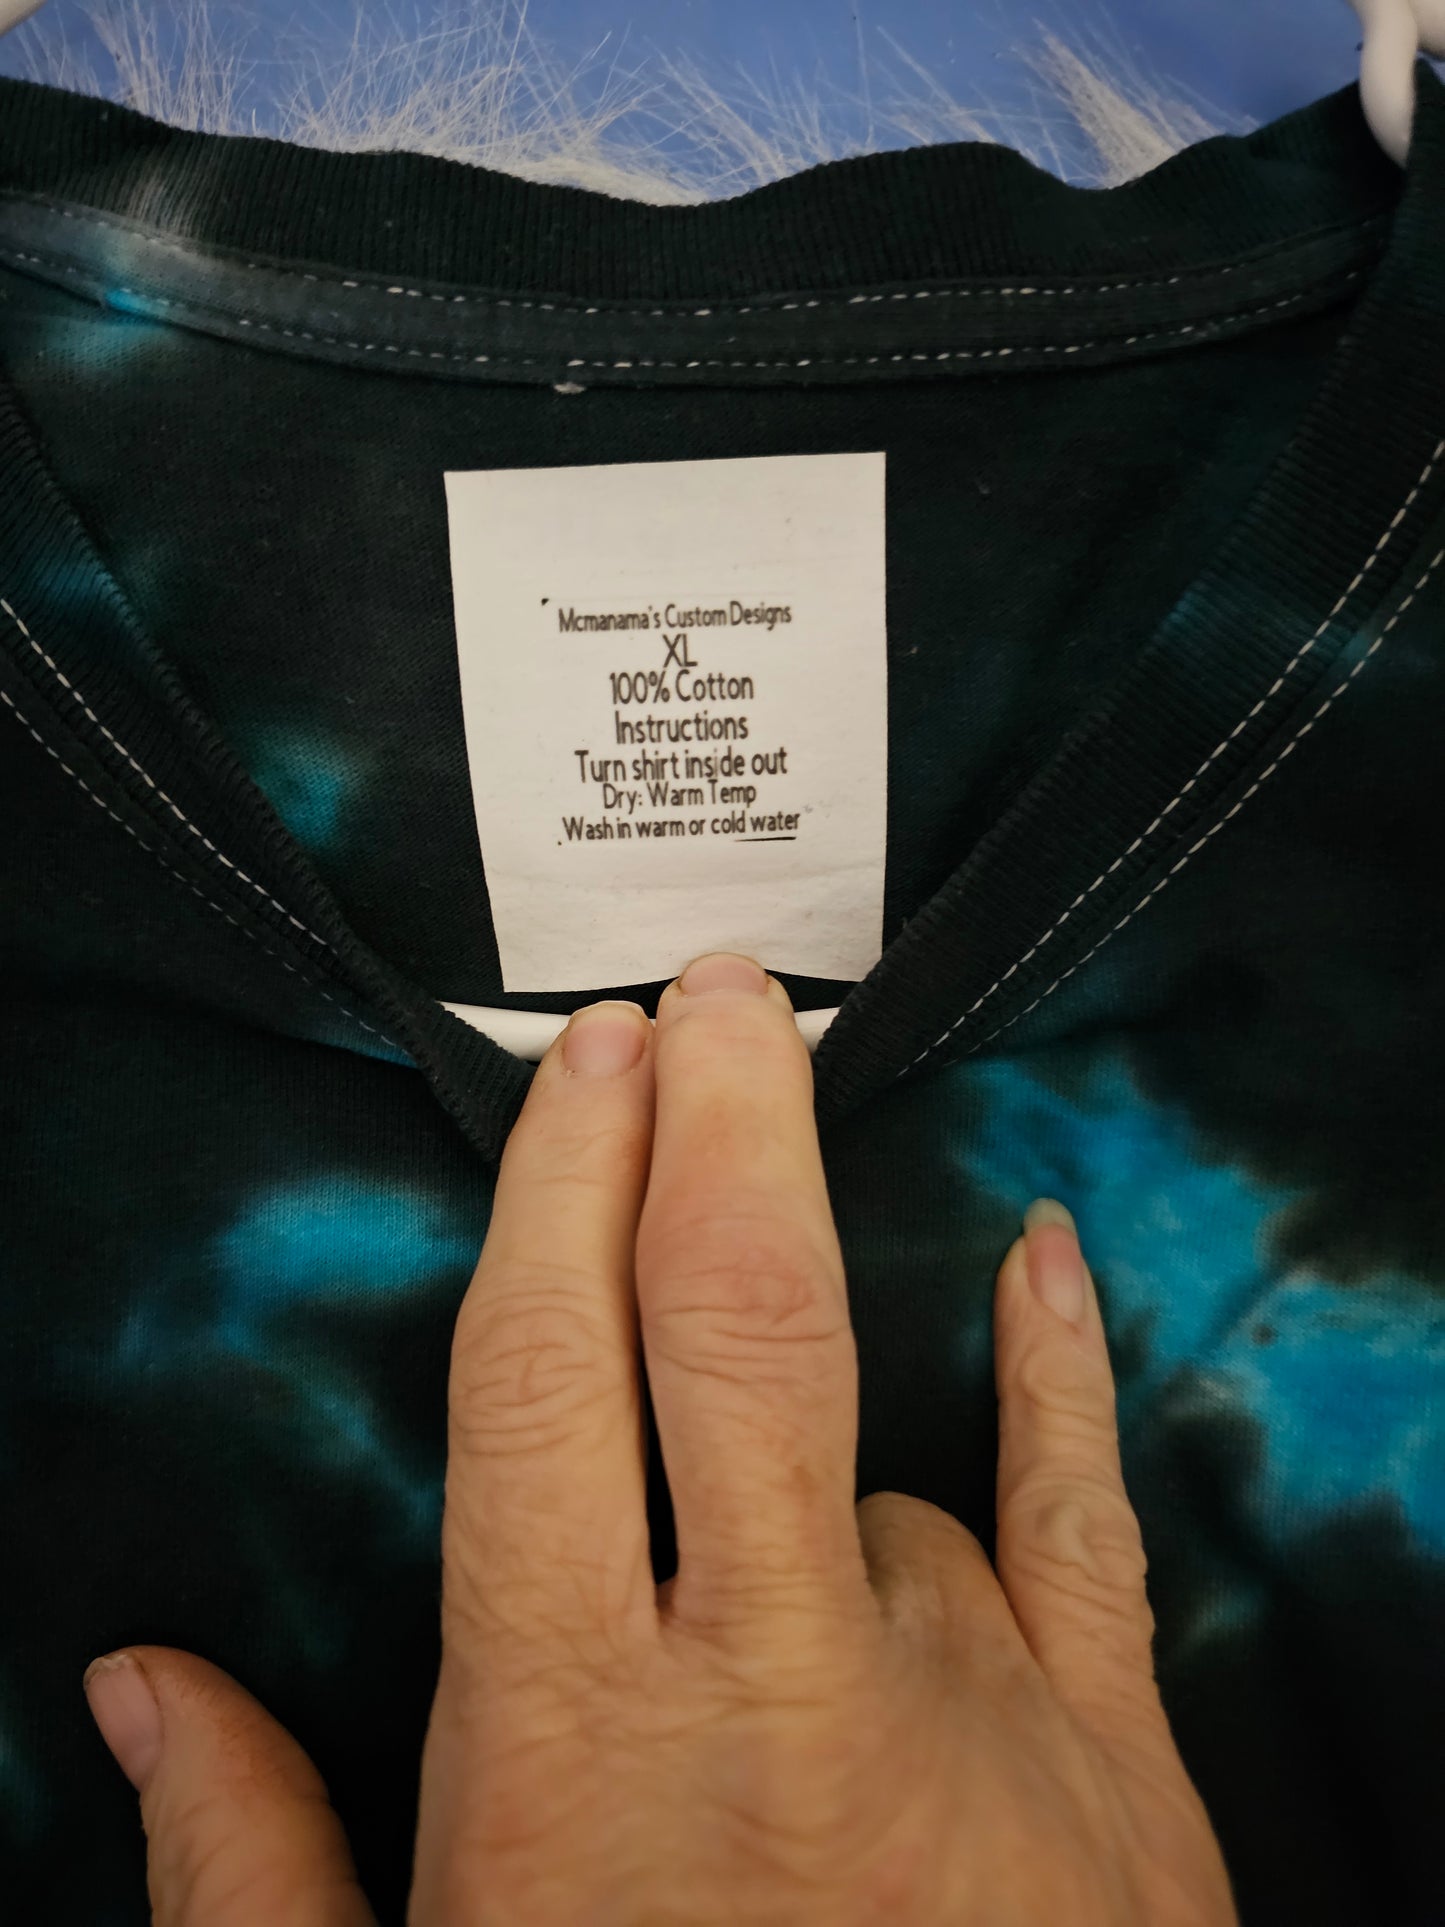 Mcmanama's Custom Designs
XL
100% Cotton
Instructions
Turn shirt inside out
Dry: Warm Temp
Wash in warm or cold water